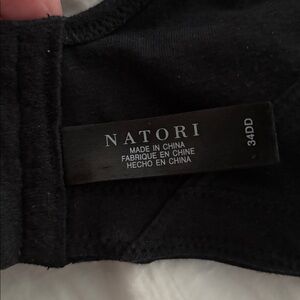 NATORI
MADE IN CHINA
FABRIQUE EN CHINE
HECHO EN CHINA
34DD